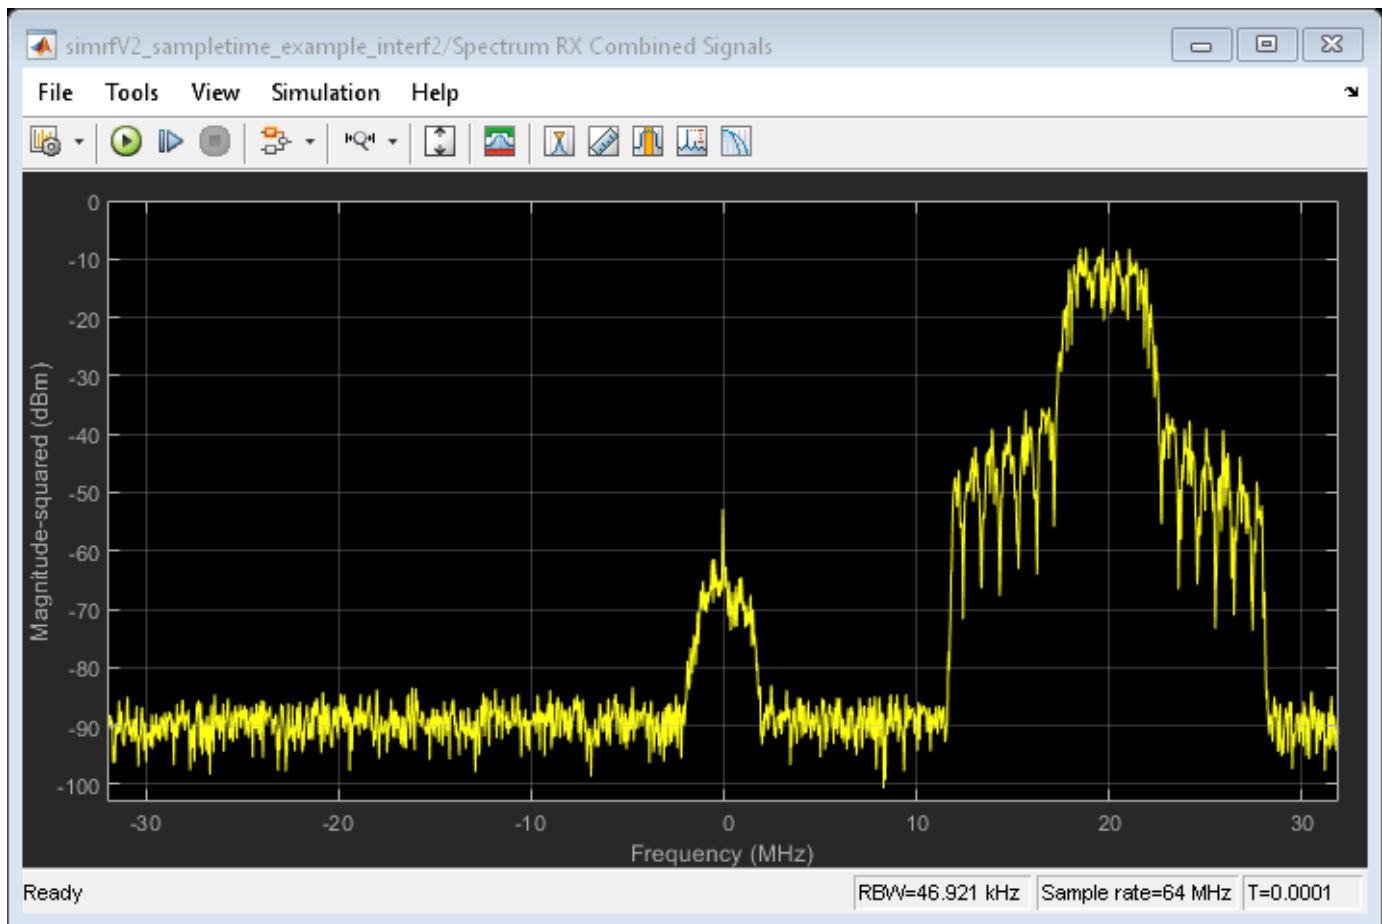 simrfV2_sampletime_example_interf2/Spectrum RX Combined Signals
File Tools View Simulation Help
0
-10
-20
-30
-40
-50
-60
-70
-80
-90
-100
Magnitude-squared (dBm)
-30 -20 -10 0 10 20 30
Frequency (MHz)
Ready RBW=46.921 kHz Sample rate=64 MHz T=0.0001